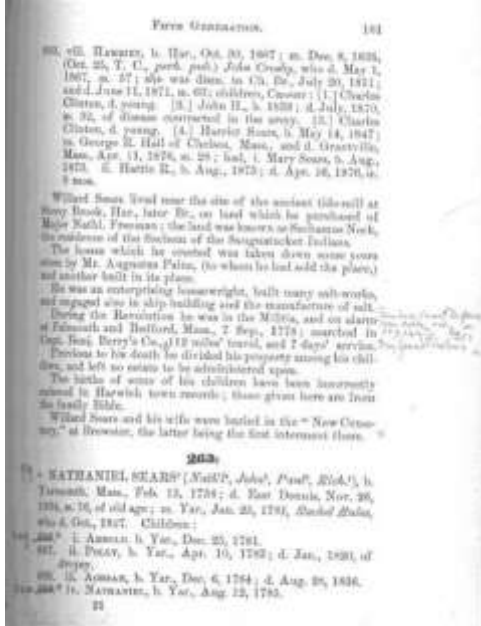 FIFTH GENERATION. 161
viii. HARRIET, b. Har., Oct. 30, 1807; m. Dec. 8, 1836,
(Oct. 25, T. C., perh. pub.) John Crosby, who d. May 1,
1867, m. 57; she was dism. to Ch. Br., July 20, 1851;
and d. June 11, 1871, æ. 63; children, Crosby: [1.] Charles
Clinton, d. young. [2.] John H., b. 1838; d. July, 1870,
æ. 32, of disease contracted in the army. [3.] Charles
Clinton, d. young. [4.] Harriet Sears, b. May 14, 1847;
m. George R. Hall of Chelsea, Mass., and d. Grantville,
Mass., Apr. 11, 1876, æ. 28; had, i. Mary Sears, b. Aug.,
1873. ii. Hattie R., b. Aug., 1875; d. Apr. 16, 1876, æ.
8 mos.
Willard Sears lived near the site of the ancient tide-mill at
Stony Brook, Har., later Br., on land which he purchased of
Major Nathl. Freeman; the land was known as Sachamus Neck,
the residence of the Sachem of the Sauquatucket Indians.
The house which he erected was taken down some years
since by Mr. Augustus Paine, (to whom he had sold the place,)
and another built in its place.
He was an enterprising housewright, built many salt-works,
and engaged also in ship-building and the manufacture of salt.
During the Revolution he was in the Militia, and on alarm
at Falmouth and Bedford, Mass., 7 Sep., 1778; marched in
Capt. Benj. Berry's Co., 112 miles' travel, and 7 days' service.
Previous to his death he divided his property among his chil-
dren, and left no estate to be administered upon.
The births of some of his children have been incorrectly
entered in Harwich town records; those given here are from
the family Bible.
Willard Sears and his wife were buried in the "New Ceme-
tery," at Brewster, the latter being the first interment there.
263.
NATHANIEL SEARS (Nath'l, John, Paul, Rich.), b.
Yarmouth, Mass., Feb. 13, 1758; d. East Dennis, Nov. 26,
1834, æ. 76, of old age; m. Yar., Jan. 25, 1781, Rachel
who d. Oct., 1847. Children:
i. b. Yar., Dec. 25, 1781.
ii. POLLY, b. Yar., Apr. 10, 1783; d. Jan., 1820, of
dropsy.
iii. b. Yar., Dec. 6, 1784; d. Aug. 28, 1836.
iv. NATHANIEL, b. Yar., Aug. 12, 1785.